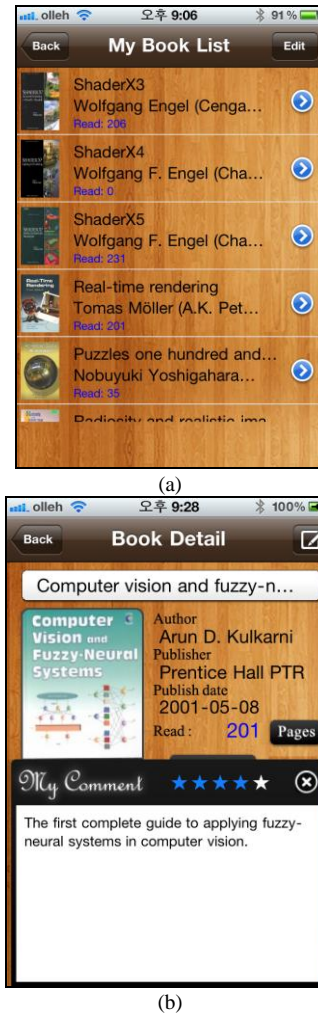 olleh 오후 9:06 91 %
Back My Book List Edit
ShaderX3
Wolfgang Engel (Cenga...
Read: 206
ShaderX4
Wolfgang F. Engel (Cha...
Read: 0
ShaderX5
Wolfgang F. Engel (Cha...
Read: 231
Real-time rendering
Tomas Möller (A.K. Pet...
Read: 201
Puzzles one hundred and...
Nobuyuki Yoshigahara...
Read: 35
Radiosity and realistic ima
(a)
olleh 오후 9:28 100%
Back Book Detail
Computer vision and fuzzy-n...
Computer
Vision and
Fuzzy-Neural
Systems
Author
Arun D. Kulkarni
Publisher
Prentice Hall PTR
Publish date
2001-05-08
Read : 201 Pages
My Comment
The first complete guide to applying fuzzy-
neural systems in computer vision.
(b)